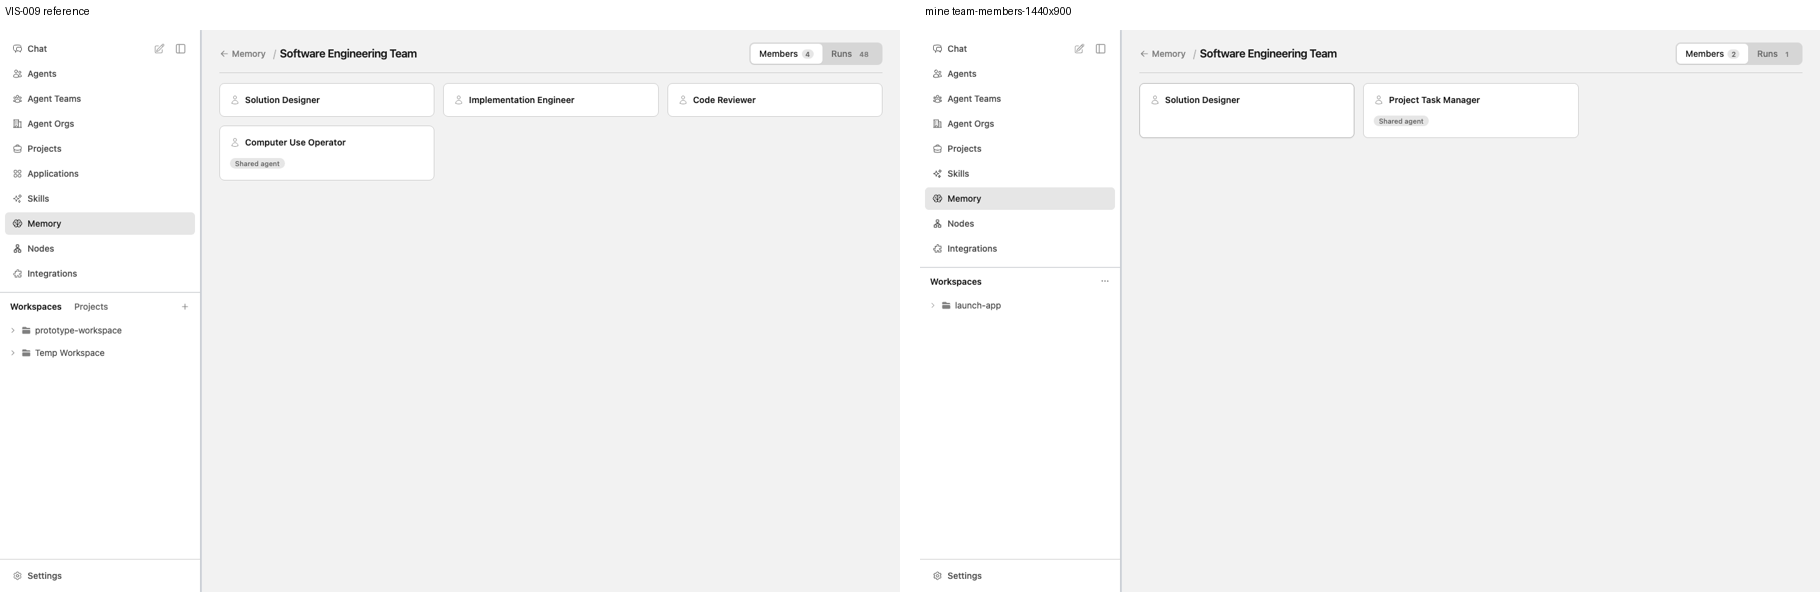 VIS-009 reference
Chat
Agents
Agent Teams
Agent Orgs
Projects
Applications
Skills
Memory
Nodes
Integrations
Workspaces Projects +
prototype-workspace
Temp Workspace
Settings
← Memory / Software Engineering Team
Members 4 Runs 48
Solution Designer
Implementation Engineer
Code Reviewer
Computer Use Operator
Shared agent
mine team-members-1440x900
Chat
Agents
Agent Teams
Agent Orgs
Projects
Skills
Memory
Nodes
Integrations
Workspaces ...
launch-app
Settings
← Memory / Software Engineering Team
Members 2 Runs 1
Solution Designer
Project Task Manager
Shared agent